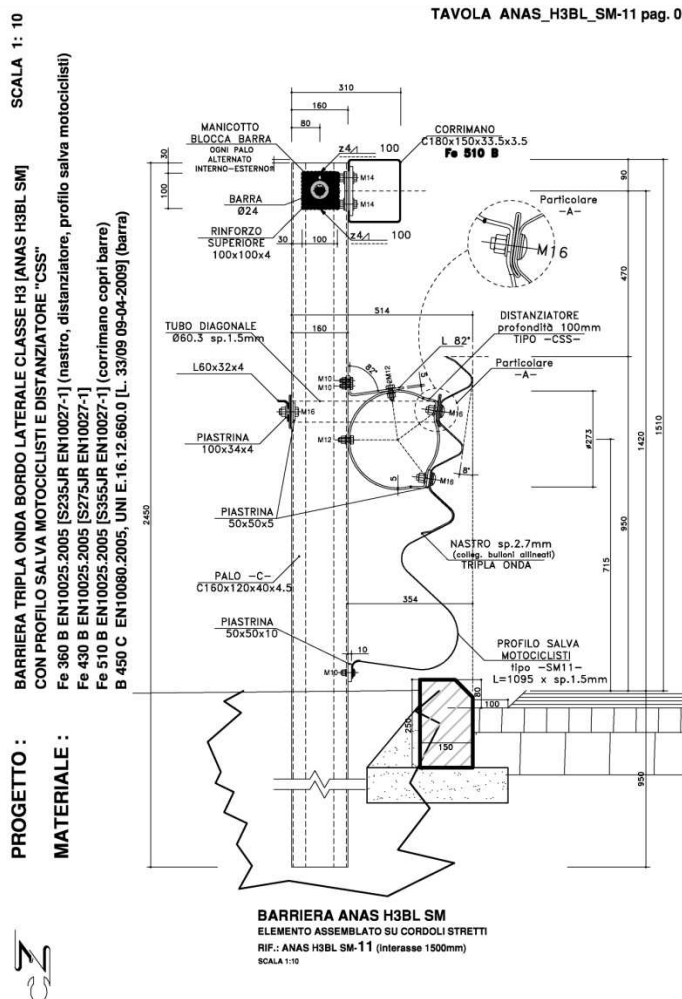 TAVOLA ANAS_H3BL_SM-11 pag. 0
PROGETTO :
BARRIERA TRIPLA ONDA BORDO LATERALE CLASSE H3 [ANAS H3BL SM]
SCALA 1: 10
CON PROFILO SALVA MOTOCICLISTI E DISTANZIATORE "CSS"
MATERIALE :
Fe 360 B EN10025.2005 [S235JR EN10027-1] (nastro, distanziatore, profilo salva motociclisti)
Fe 430 B EN10025.2005 [S275JR EN10027-1]
Fe 510 B EN10025.2005 [S355JR EN10027-1] (corrimano copri barre)
B 450 C EN10080.2005, UNI E.16.12.660.0 [L. 33/09 09-04-2009] (barra)
310
160
80
MANICOTTO
BLOCCA BARRA
OGNI PALO
ALTERNATO
INTERNO-ESTERNO
z4
100
CORRIMANO
C180x150x33.5x3.5
Fe 510 B
30
100
M14
M14
BARRA
Ø24
RINFORZO
SUPERIORE
100x100x4
30
100
z4
100
90
Particolare
-A-
M16
470
514
160
TUBO DIAGONALE
Ø60.3 sp.1.5mm
L 82°
DISTANZIATORE
profondità 100mm
TIPO -CSS-
L60x32x4
M10
M10
82°
M12
5
Particolare
-A-
M16
M16
PIASTRINA
100x34x4
M12
ø273
1420
1510
8°
M16
5
PIASTRINA
50x50x5
2450
NASTRO sp.2.7mm
(colleg. bulloni allineati)
TRIPLA ONDA
950
715
PALO -C-
C160x120x40x4.5
354
PIASTRINA
50x50x10
10
M10
PROFILO SALVA
MOTOCICLISTI
tipo -SM11-
L=1095 x sp.1.5mm
80
100
250
150
950
BARRIERA ANAS H3BL SM
ELEMENTO ASSEMBLATO SU CORDOLI STRETTI
RIF.: ANAS H3BL SM-11 (interasse 1500mm)
SCALA 1:10